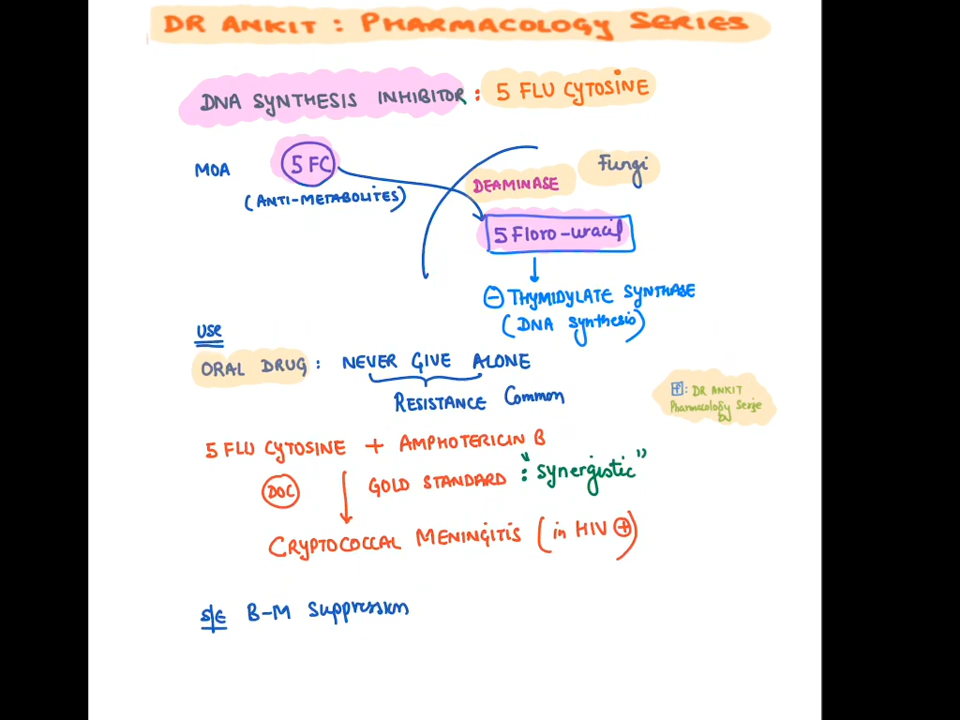 DR ANKIT : PHARMACOLOGY SERIES
DNA SYNTHESIS INHIBITOR : 5 FLU CYTOSINE
MOA
5 FC
(ANTI-METABOLITES)
DEAMINASE
Fungi
5 Floro-uracil
⊖ THYMIDYLATE SYNTHASE
(DNA synthesis)
USE
ORAL DRUG : NEVER GIVE ALONE
RESISTANCE Common
: DR ANKIT
Pharmacology Serie
5 FLU CYTOSINE + AMPHOTERICIN B
DOC
GOLD STANDARD : "Synergistic"
CRYPTOCOCCAL MENINGITIS (in HIV ⊕)
S/E B-M Suppression